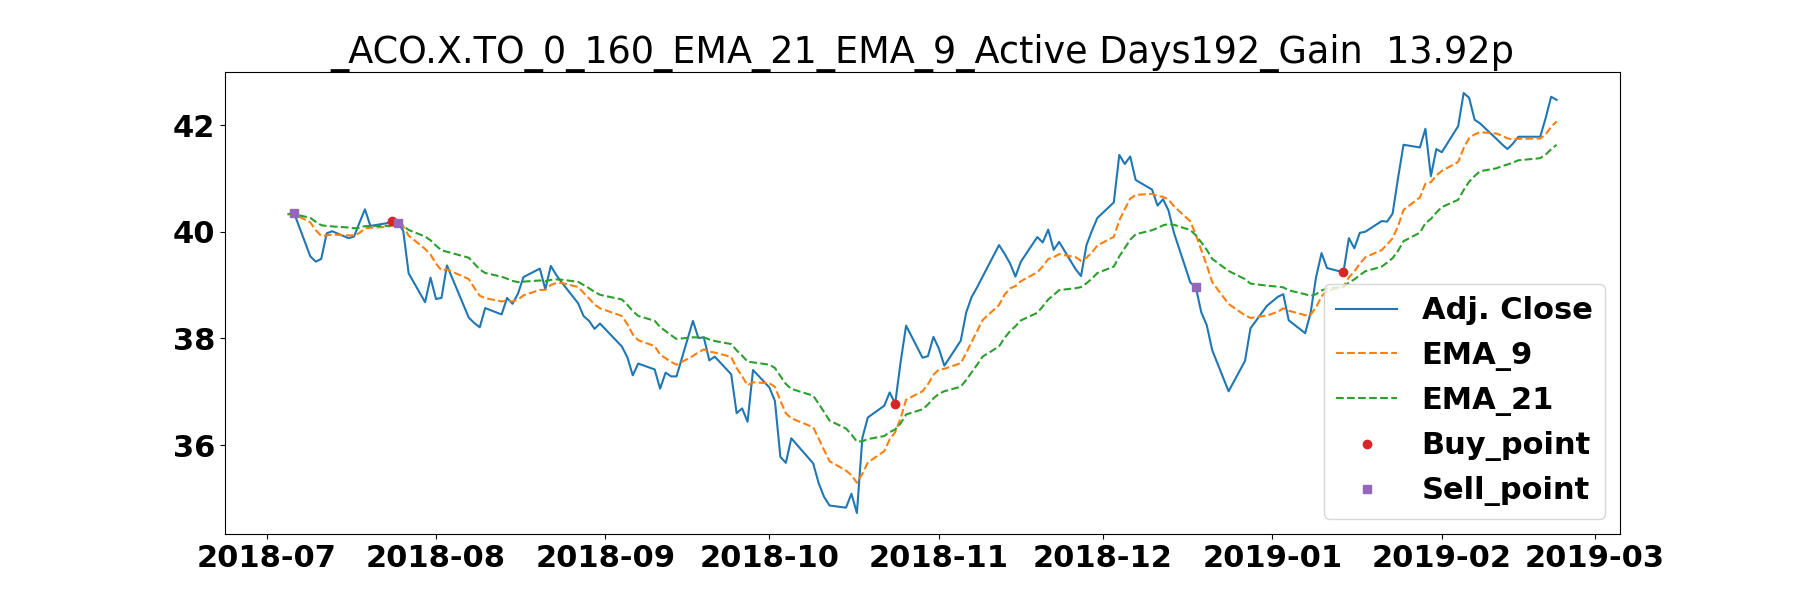 _ACO.X.TO_0_160_EMA_21_EMA_9_Active Days192_Gain  13.92p
42
40
38
36
Adj. Close
EMA_9
EMA_21
Buy_point
Sell_point
2018-07 2018-08 2018-09 2018-10 2018-11 2018-12 2019-01 2019-02 2019-03